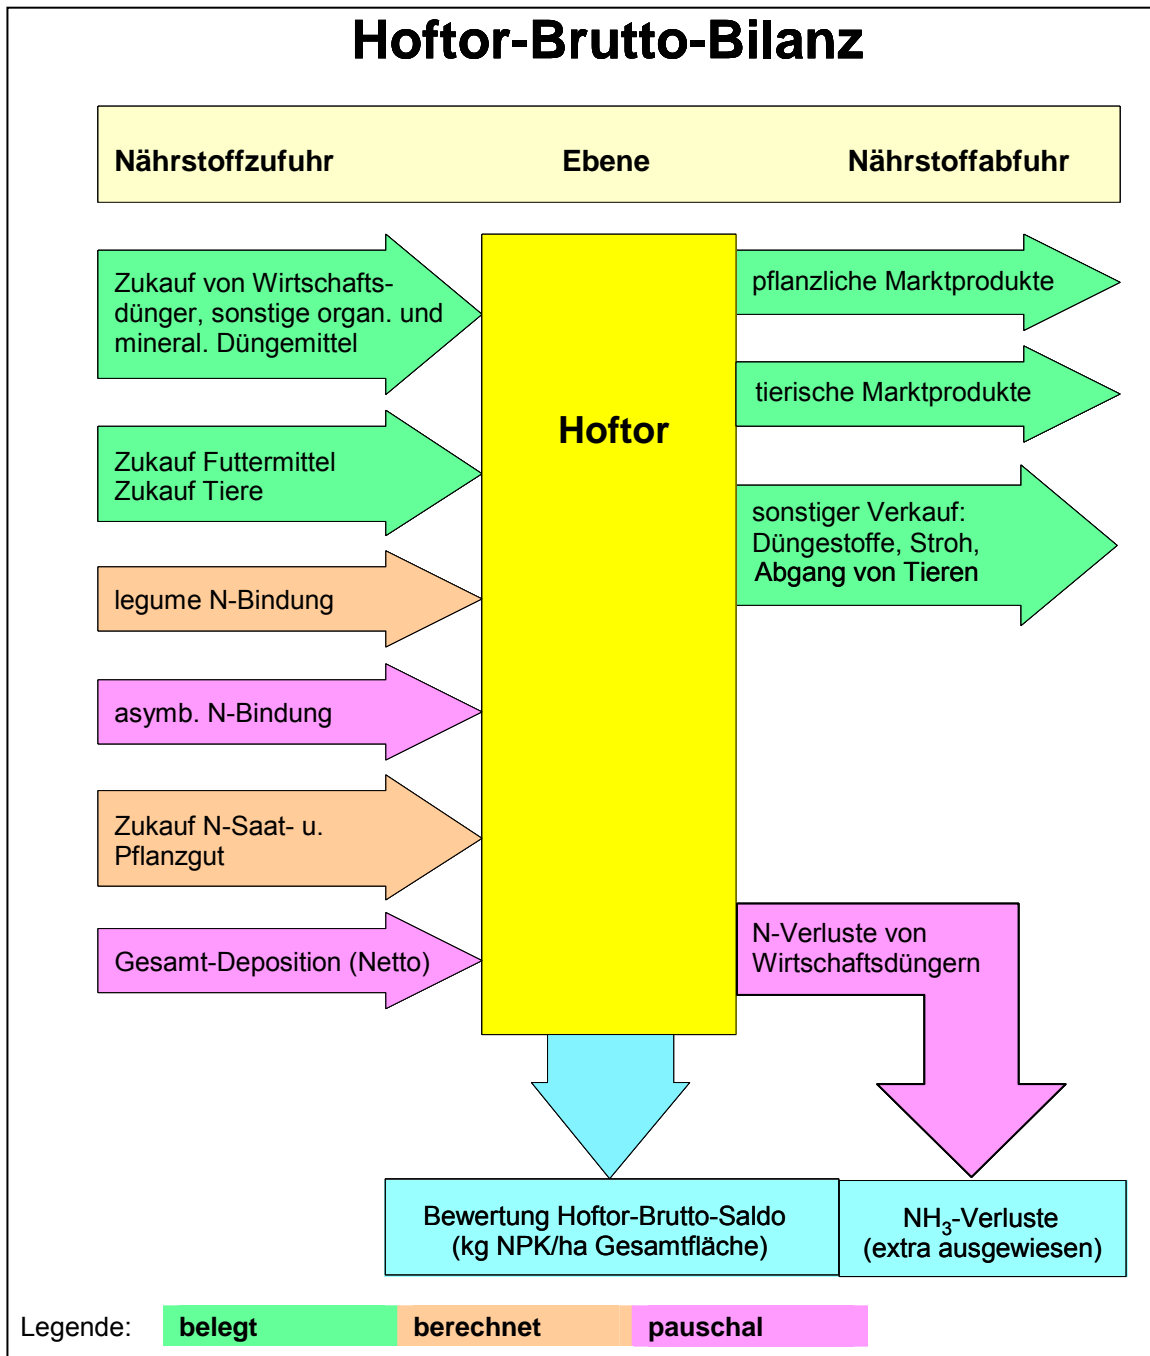 Hoftor-Brutto-Bilanz
Nährstoffzufuhr Ebene Nährstoffabfuhr
Zukauf von Wirtschafts-
dünger, sonstige organ. und
mineral. Düngemittel
Zukauf Futtermittel
Zukauf Tiere
legume N-Bindung
asymb. N-Bindung
Zukauf N-Saat- u.
Pflanzgut
Gesamt-Deposition (Netto)
Hoftor
pflanzliche Marktprodukte
tierische Marktprodukte
sonstiger Verkauf:
Düngestoffe, Stroh,
Abgang von Tieren
N-Verluste von
Wirtschaftsdüngern
Bewertung Hoftor-Brutto-Saldo
(kg NPK/ha Gesamtfläche)
NH₃-Verluste
(extra ausgewiesen)
Legende: belegt berechnet pauschal